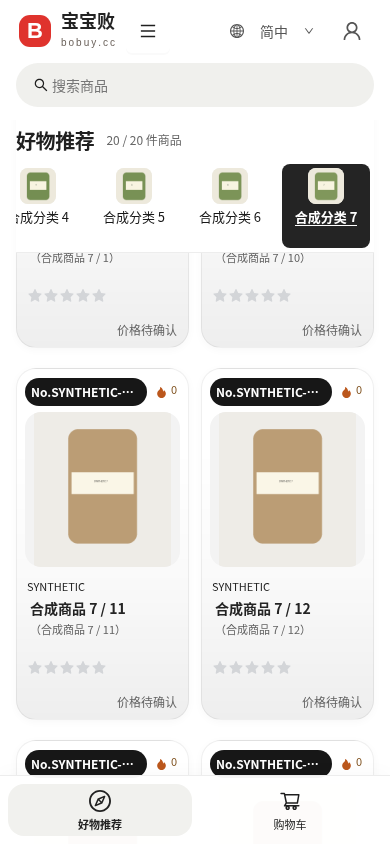 B 宝宝败
bobuy.cc
简中
搜索商品
好物推荐 20 / 20 件商品
合成分类 4 合成分类 5 合成分类 6 合成分类 7
（合成商品 7 / 1） （合成商品 7 / 10）
价格待确认 价格待确认
No.SYNTHETIC-··· 0 No.SYNTHETIC-··· 0
SYNTHETIC SYNTHETIC
合成商品 7 / 11 合成商品 7 / 12
（合成商品 7 / 11） （合成商品 7 / 12）
价格待确认 价格待确认
No.SYNTHETIC-··· 0 No.SYNTHETIC-··· 0
好物推荐 购物车